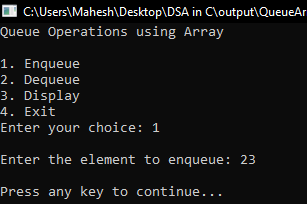 C:\Users\Mahesh\Desktop\DSA in C\output\QueueAr
Queue Operations using Array
1. Enqueue
2. Dequeue
3. Display
4. Exit
Enter your choice: 1
Enter the element to enqueue: 23
Press any key to continue...